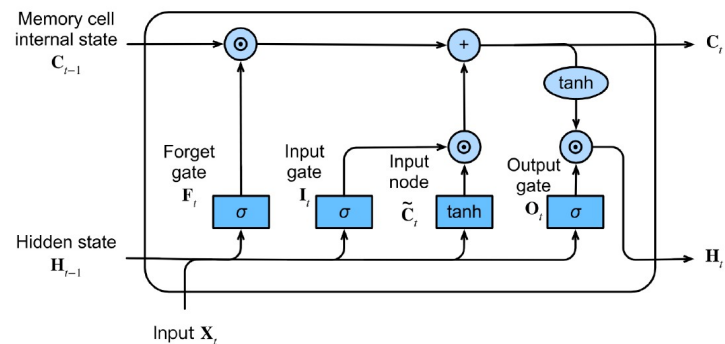 Memory cell
internal state
C_{t−1}
C_t
+
tanh
Forget
gate
F_t
Input
gate
I_t
Input
node
C̃_t
Output
gate
O_t
σ
σ
tanh
σ
Hidden state
H_{t−1}
H_t
Input X_t